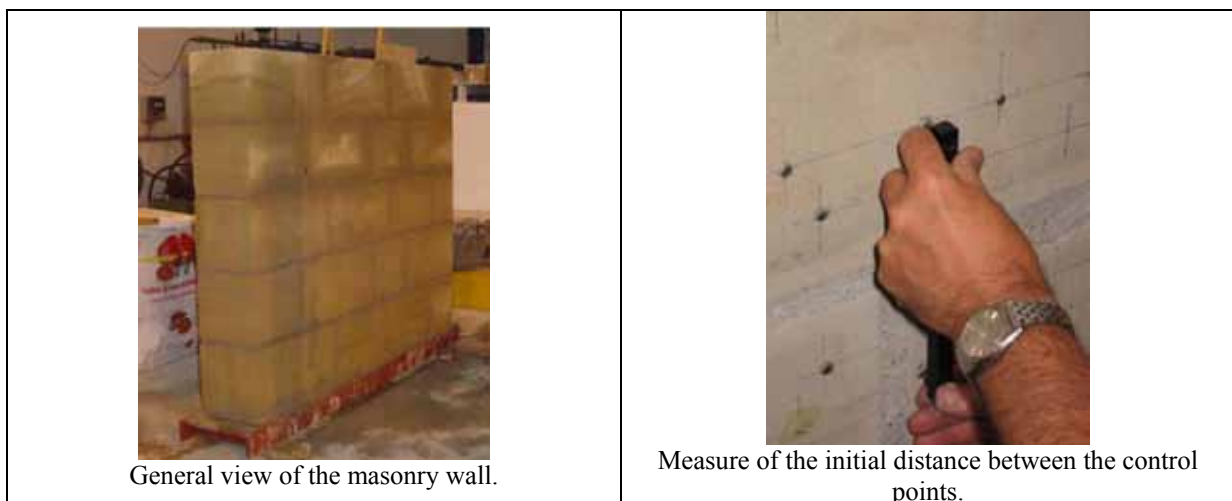 General view of the masonry wall.
Measure of the initial distance between the control
points.